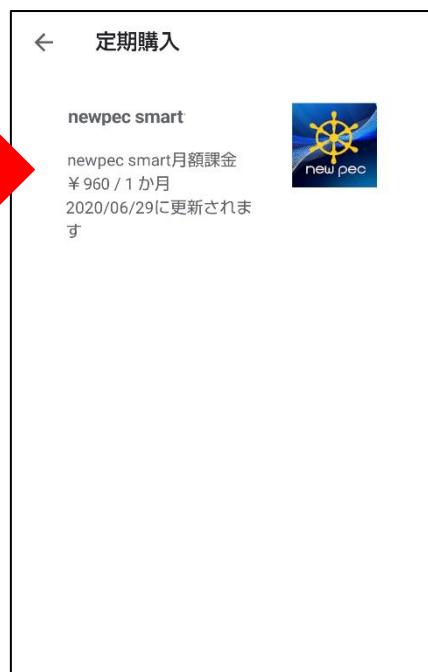 ← 定期購入
newpec smart
newpec smart月額課金
¥ 960 / 1 か月
2020/06/29に更新されま
す
new pec